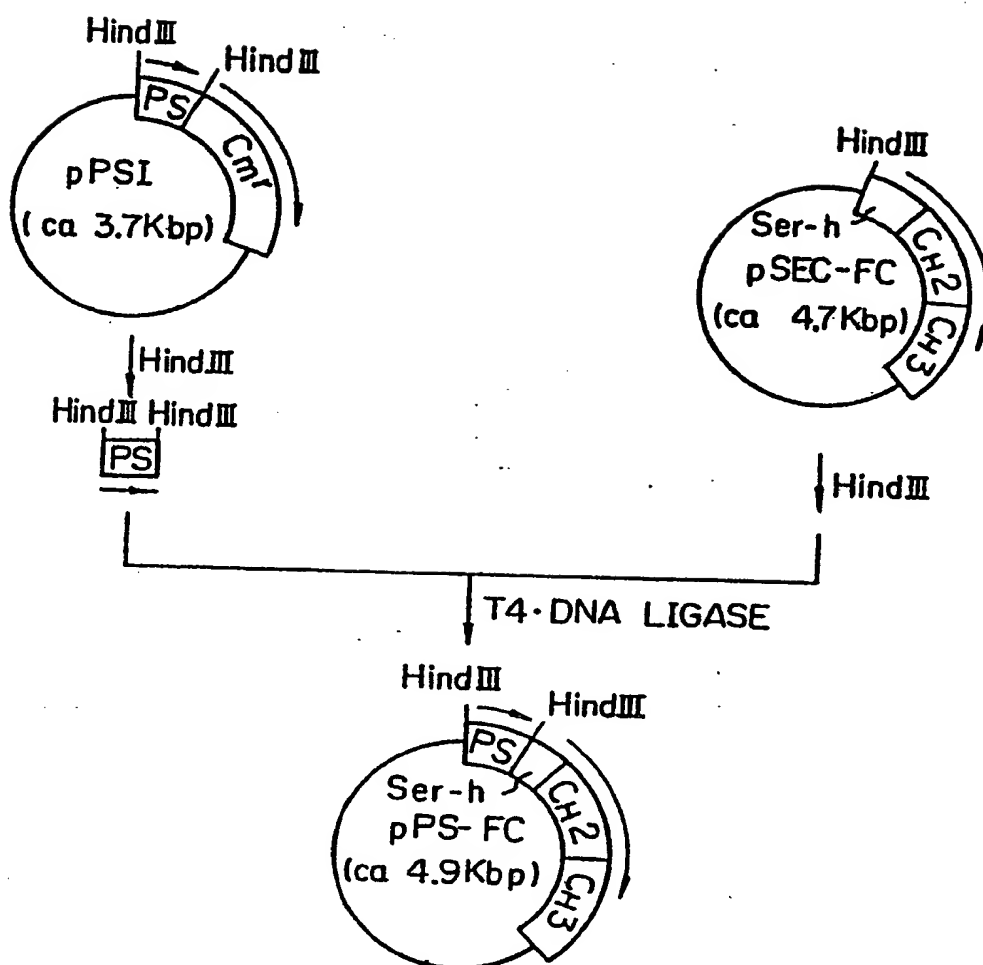 HindⅢ
HindⅢ
PS
Cmʳ
pPSI
(ca 3.7Kbp)
HindⅢ
Ser-h
CH2
CH3
pSEC-FC
(ca 4.7Kbp)
HindⅢ
HindⅢ HindⅢ
PS
HindⅢ
T4·DNA LIGASE
HindⅢ
HindⅢ
PS
Ser-h
CH2
CH3
pPS-FC
(ca 4.9Kbp)